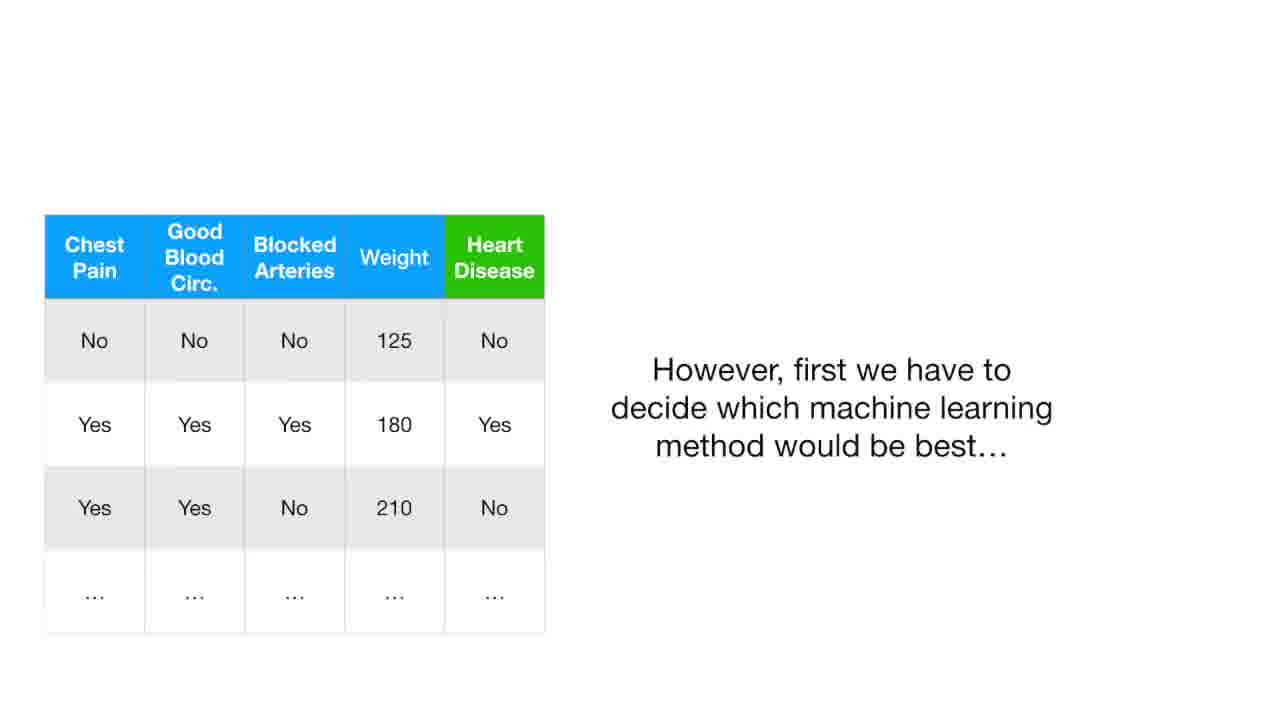 Chest Pain Good Blood Circ. Blocked Arteries Weight Heart Disease
No No No 125 No
Yes Yes Yes 180 Yes
Yes Yes No 210 No
… … … … …
However, first we have to
decide which machine learning
method would be best…